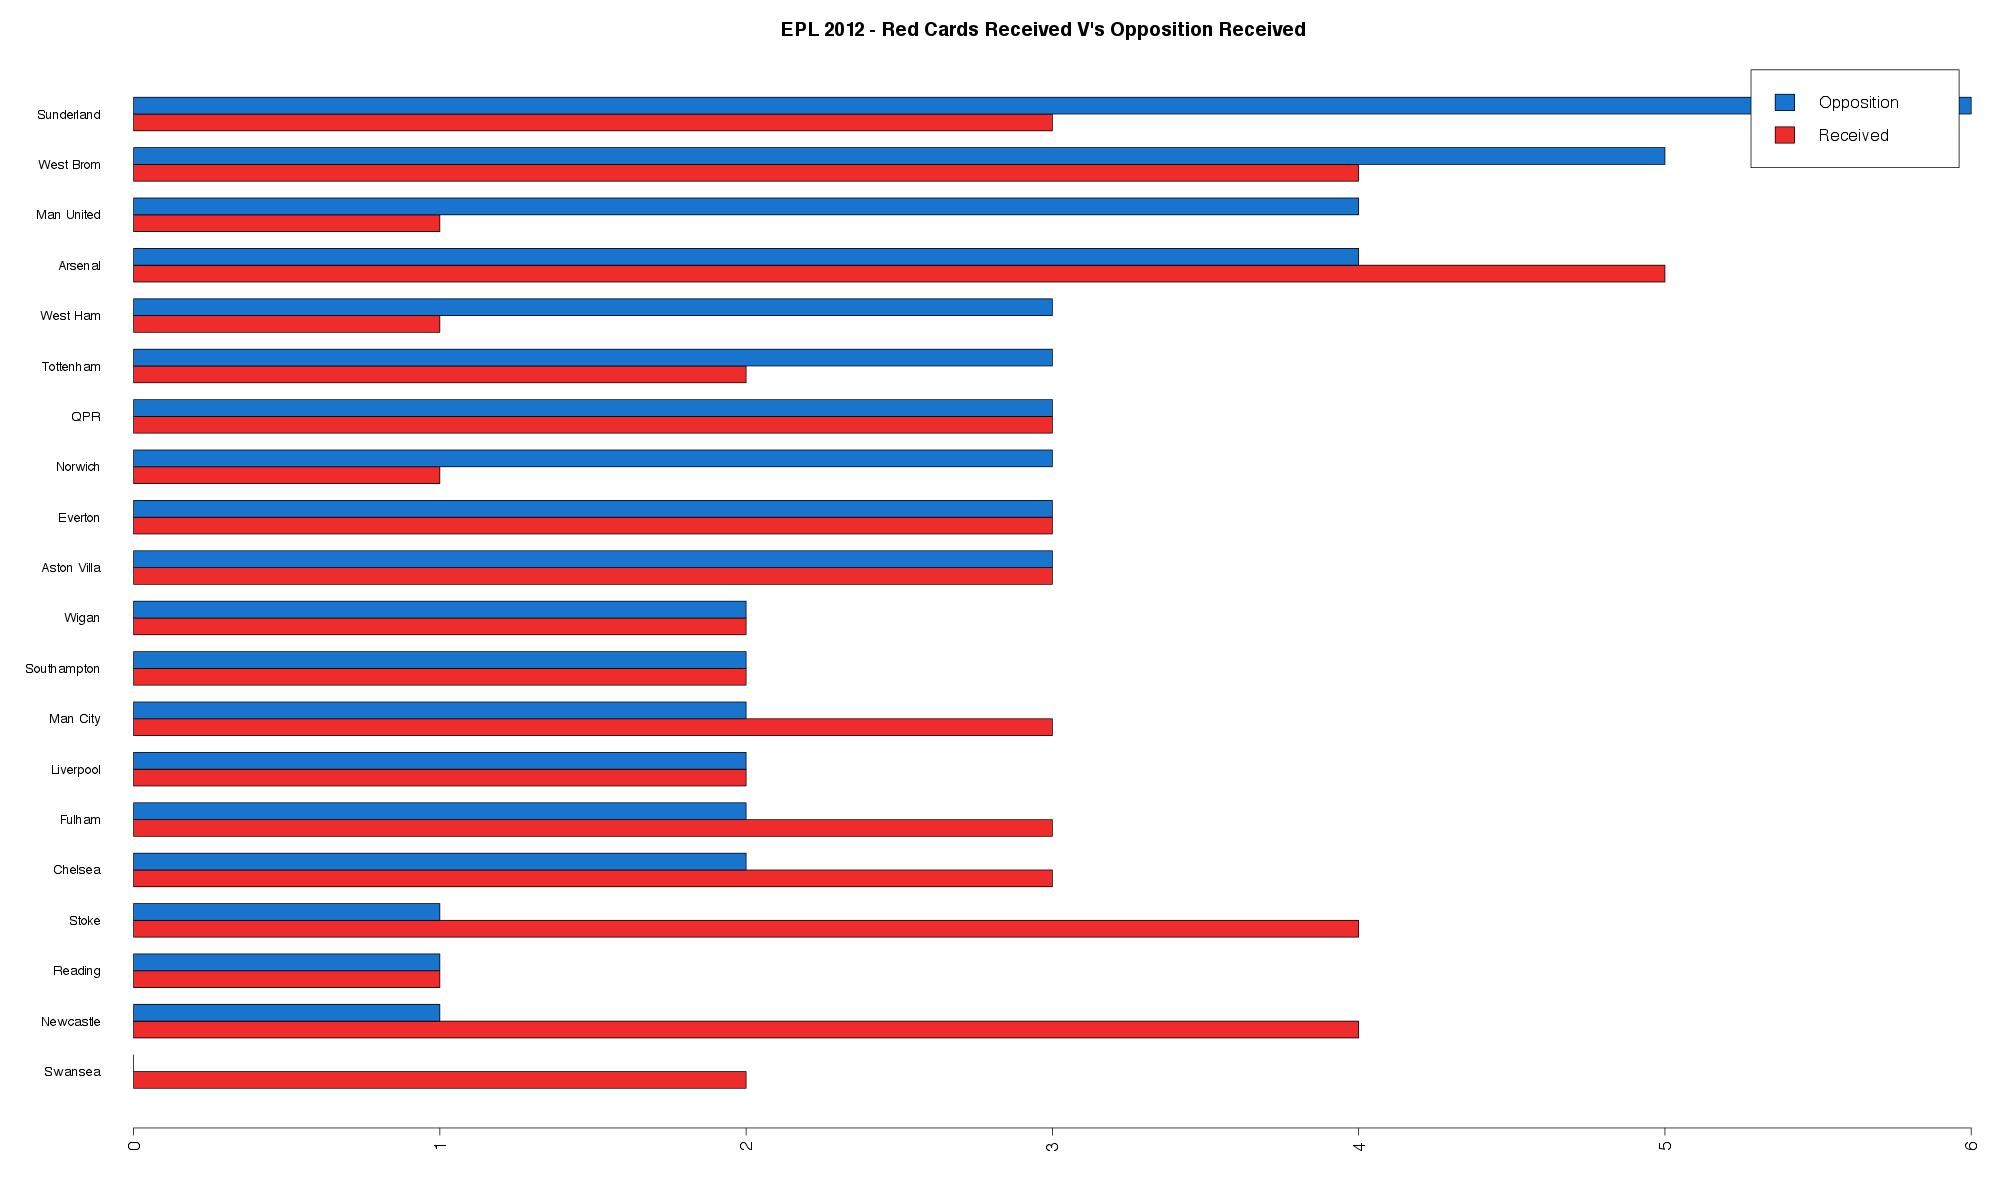 EPL 2012 - Red Cards Received V's Opposition Received
Opposition
Received
Sunderland
West Brom
Man United
Arsenal
West Ham
Tottenham
QPR
Norwich
Everton
Aston Villa
Wigan
Southampton
Man City
Liverpool
Fulham
Chelsea
Stoke
Reading
Newcastle
Swansea
0 1 2 3 4 5 6